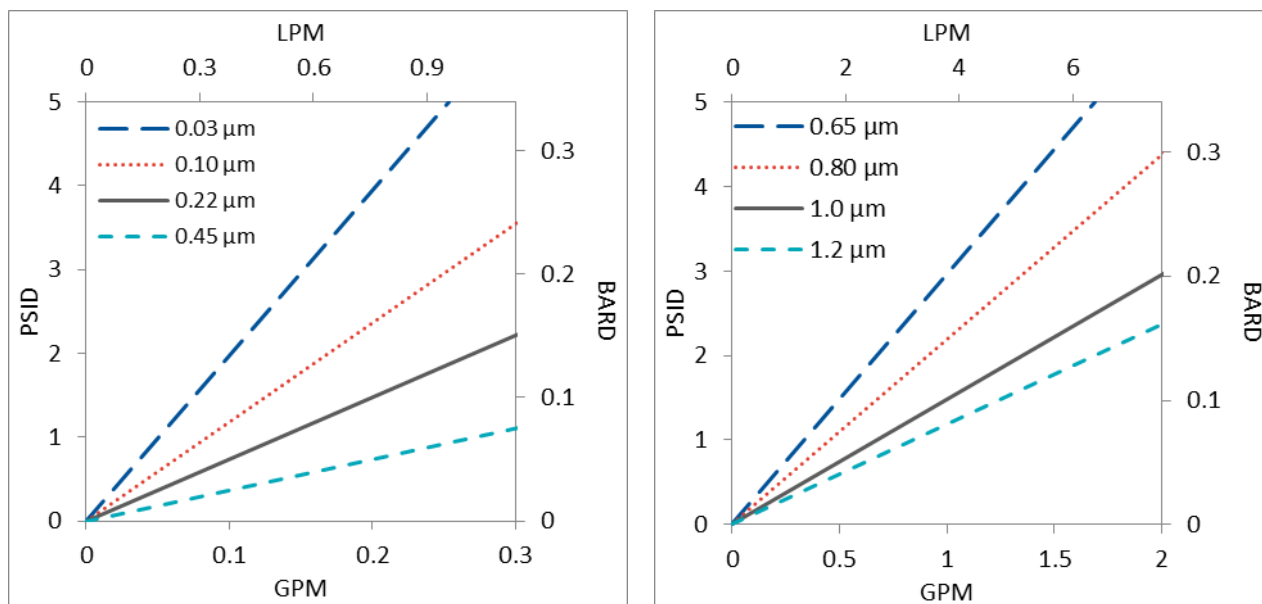 LPM
0 0.3 0.6 0.9
5
4
3
2
1
0
PSID
0.03 µm
0.10 µm
0.22 µm
0.45 µm
0.3
0.2
0.1
0
BARD
0 0.1 0.2 0.3
GPM
LPM
0 2 4 6
5
4
3
2
1
0
PSID
0.65 µm
0.80 µm
1.0 µm
1.2 µm
0.3
0.2
0.1
0
BARD
0 0.5 1 1.5 2
GPM